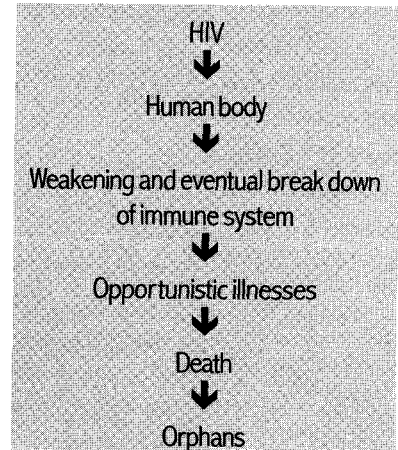 HIV
Human body
Weakening and eventual break down
of immune system
Opportunistic illnesses
Death
Orphans